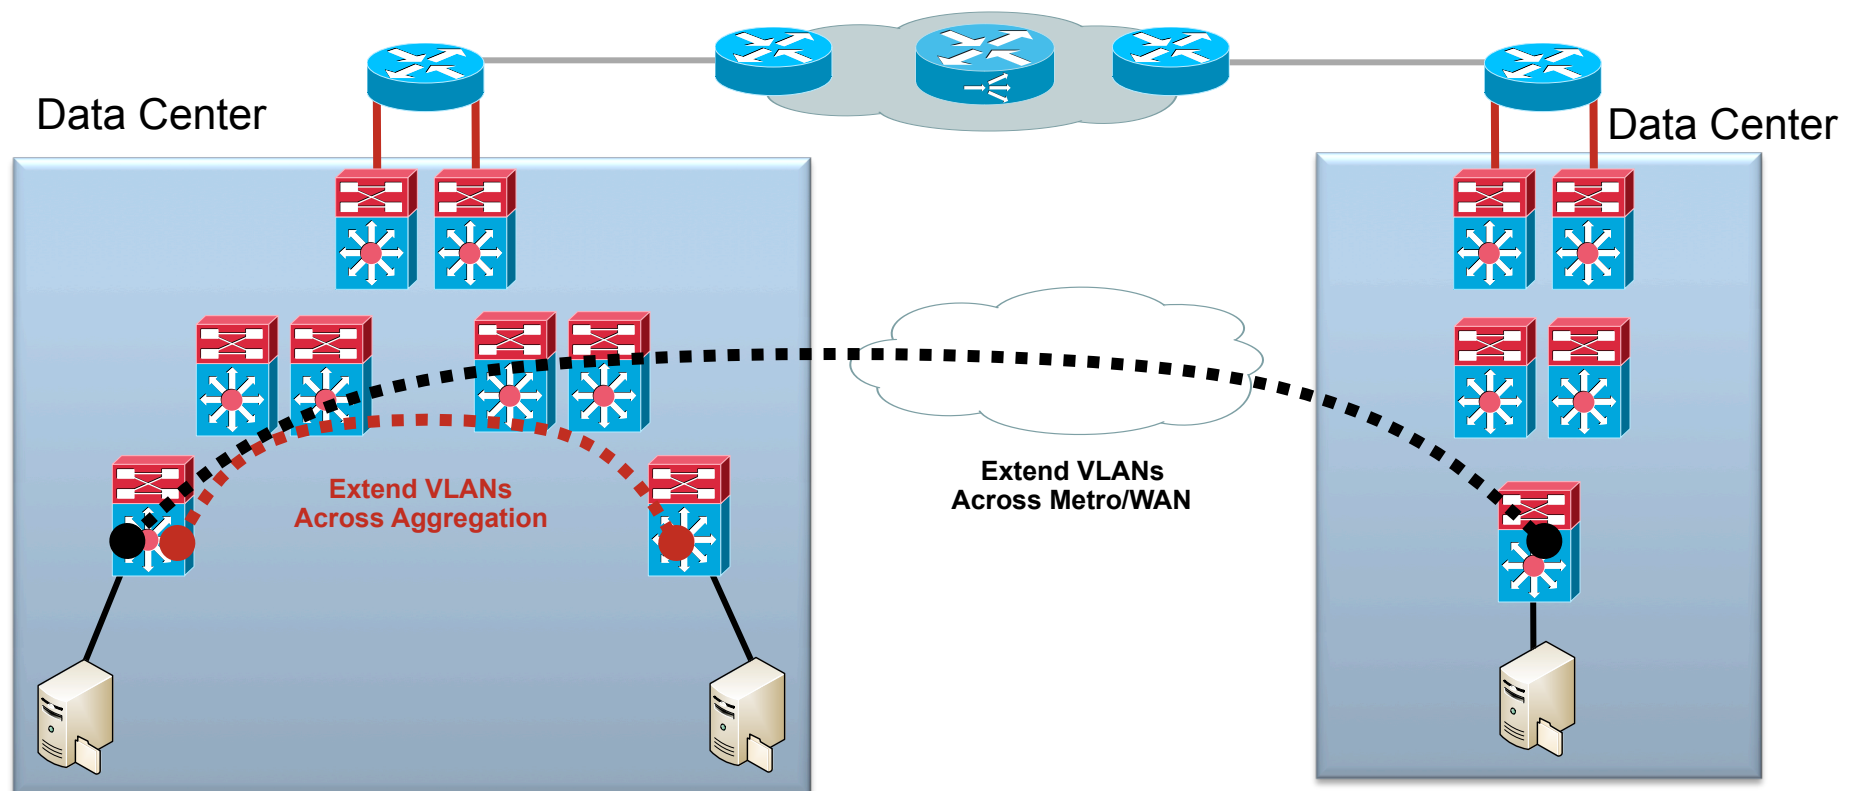 Data Center
Data Center
Extend VLANs
Across Aggregation
Extend VLANs
Across Metro/WAN